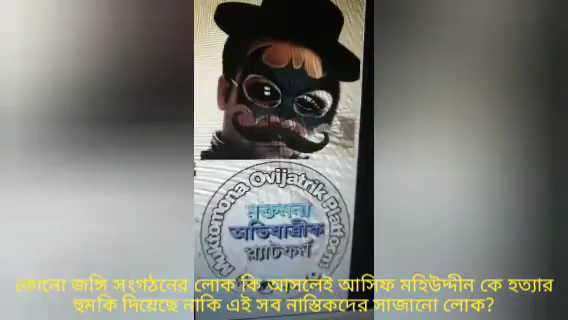 Muktomona Ovijatrik Platform
মুক্তমনা
অভিযাত্রীক
প্ল্যাটফর্ম
কোনো জঙ্গি সংগঠনের লোক কি আসলেই আসিফ মহিউদ্দীন কে হত্যার
হুমকি দিয়েছে নাকি এই সব নাস্তিকদের সাজানো লোক?